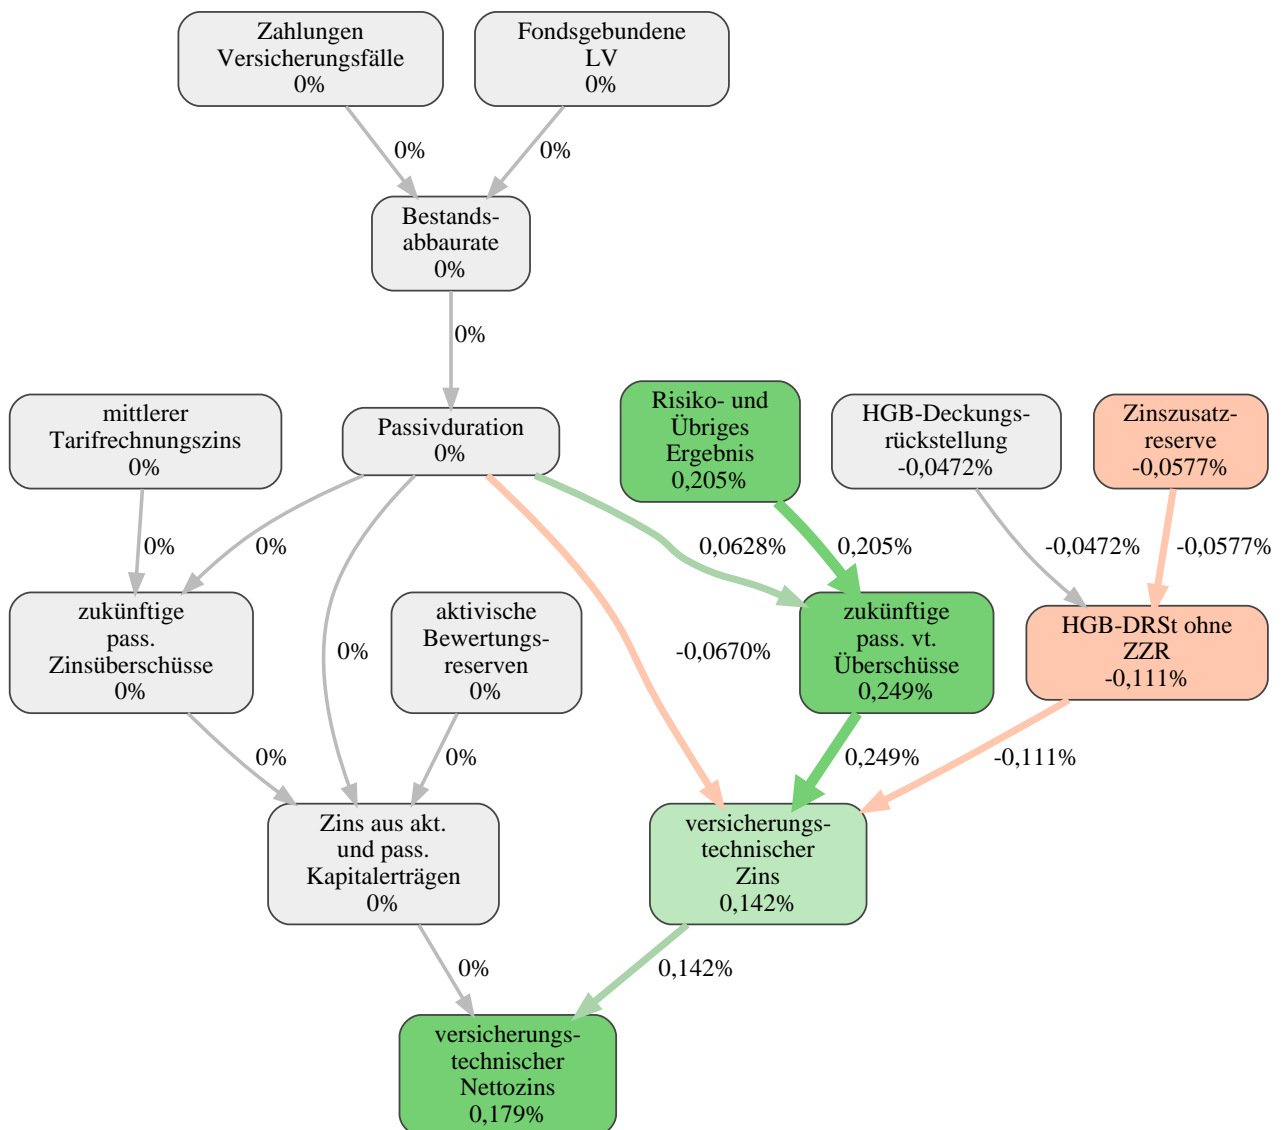 Zahlungen
Versicherungsfälle
0%
Fondsgebundene
LV
0%
0%
0%
Bestands-
abbaurate
0%
0%
mittlerer
Tarifrechnungszins
0%
Passivduration
0%
Risiko- und
Übriges
Ergebnis
0,205%
HGB-Deckungs-
rückstellung
-0,0472%
Zinszusatz-
reserve
-0,0577%
0%
0%
0,0628%
0,205%
-0,0472%
-0,0577%
zukünftige
pass.
Zinsüberschüsse
0%
0%
aktivische
Bewertungs-
reserven
0%
-0,0670%
zukünftige
pass. vt.
Überschüsse
0,249%
HGB-DRSt ohne
ZZR
-0,111%
0%
0%
0,249%
-0,111%
Zins aus akt.
und pass.
Kapitalerträgen
0%
versicherungs-
technischer
Zins
0,142%
0%
0,142%
versicherungs-
technischer
Nettozins
0,179%